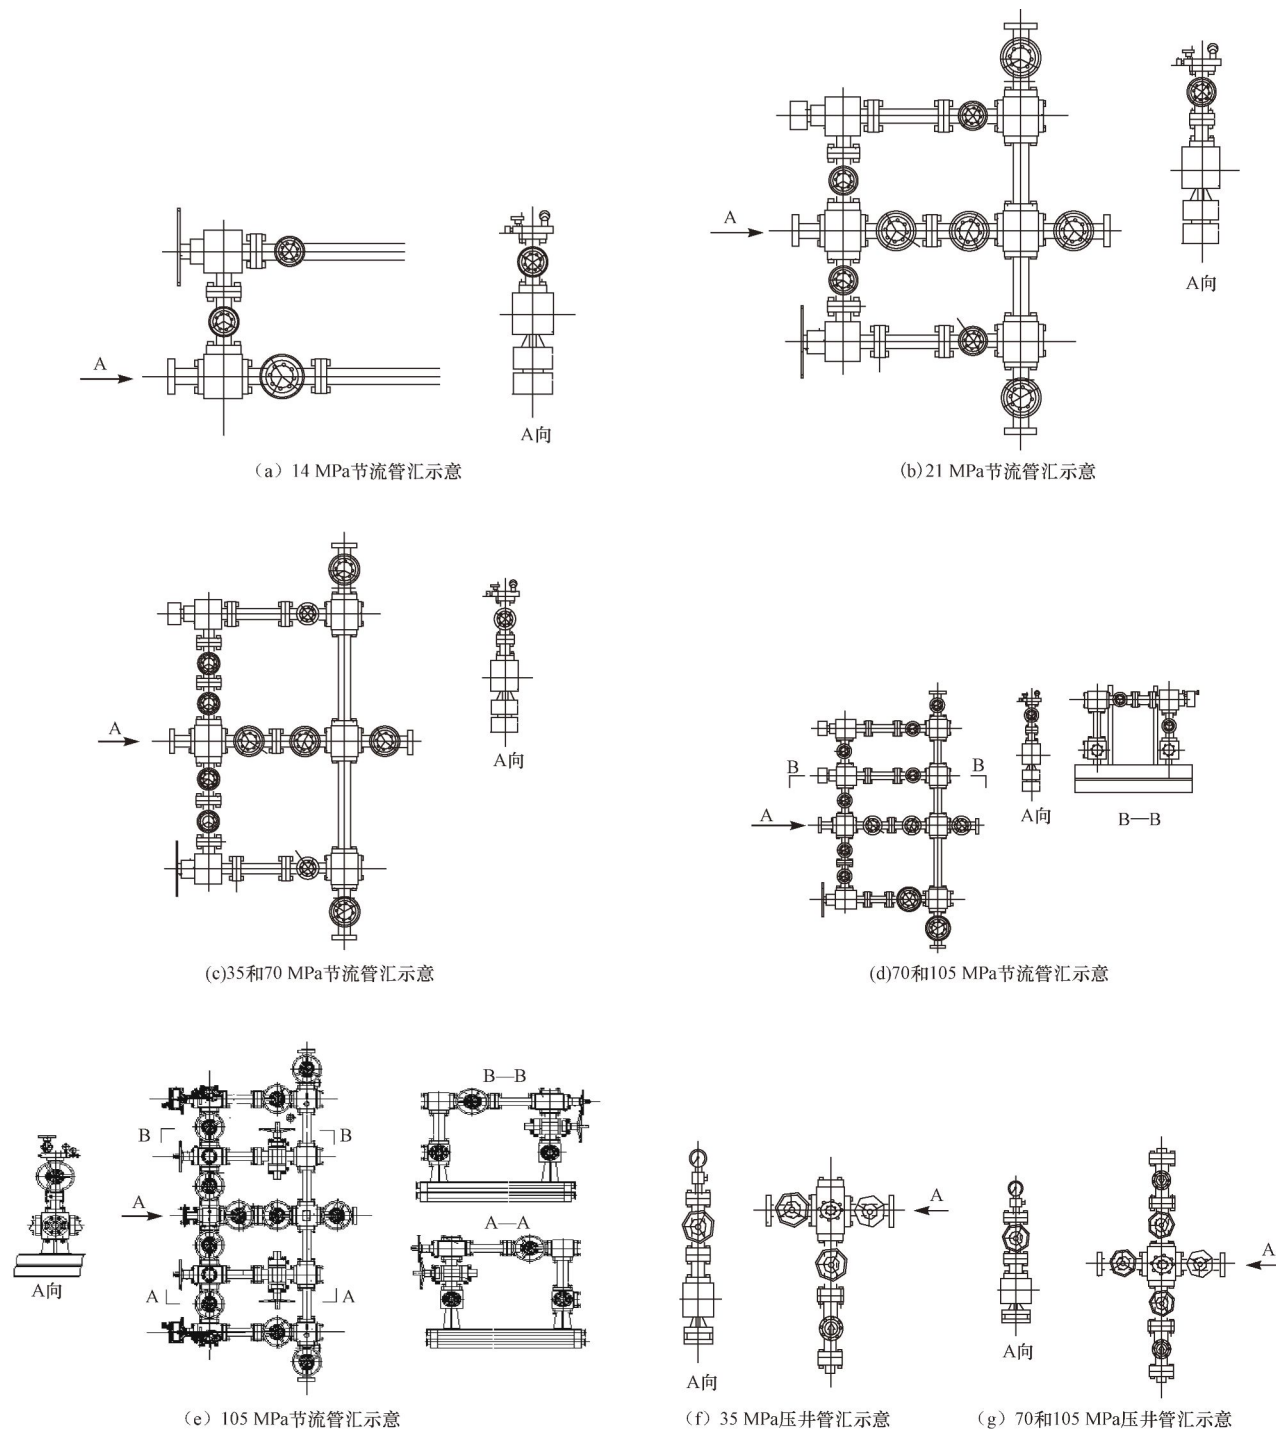 A
A向
(a) 14 MPa节流管汇示意
A
A向
(b)21 MPa节流管汇示意
A
A向
(c)35和70 MPa节流管汇示意
B
B
A
A向
B—B
(d)70和105 MPa节流管汇示意
B
B
A
A
A
A向
B—B
A—A
(e) 105 MPa节流管汇示意
A
A向
(f) 35 MPa压井管汇示意
A
A向
(g) 70和105 MPa压井管汇示意